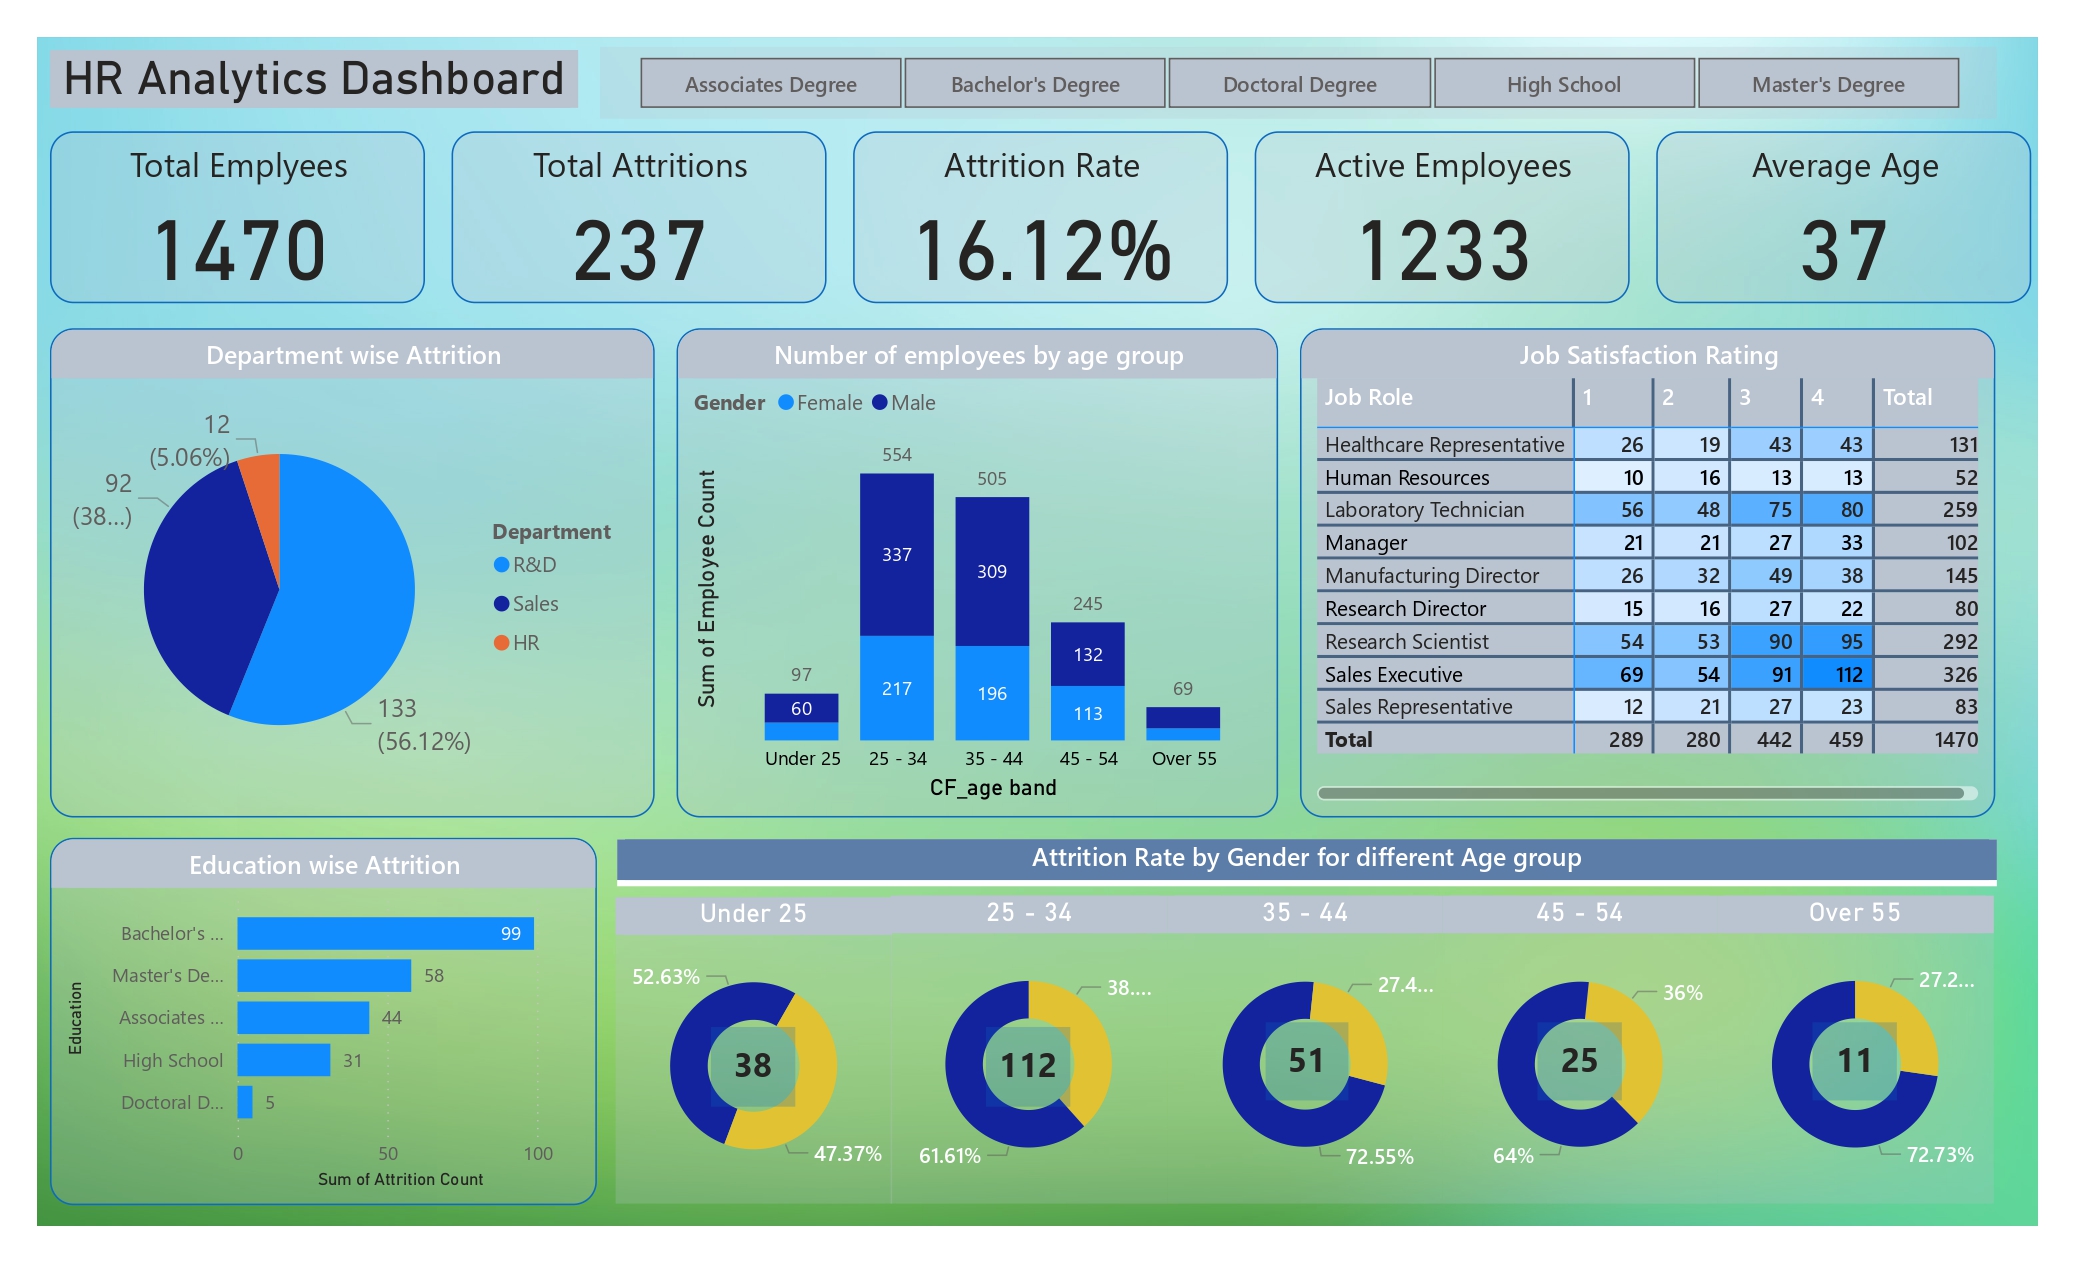 HR Analytics Dashboard
Associates Degree
Bachelor's Degree
Doctoral Degree
High School
Master's Degree
Total Emplyees
1470
Total Attritions
237
Attrition Rate
16.12%
Active Employees
1233
Average Age
37
Department wise Attrition
12
(5.06%)
92
(38...)
133
(56.12%)
Department
R&D
Sales
HR
Number of employees by age group
Gender Female Male
Sum of Employee Count
554
505
337
309
245
132
97
217
196
69
60
113
Under 25 25 - 34 35 - 44 45 - 54 Over 55
CF_age band
Job Satisfaction Rating
Job Role 1 2 3 4 Total
Healthcare Representative 26 19 43 43 131
Human Resources 10 16 13 13 52
Laboratory Technician 56 48 75 80 259
Manager 21 21 27 33 102
Manufacturing Director 26 32 49 38 145
Research Director 15 16 27 22 80
Research Scientist 54 53 90 95 292
Sales Executive 69 54 91 112 326
Sales Representative 12 21 27 23 83
Total 289 280 442 459 1470
Education wise Attrition
Education
Bachelor's ... 99
Master's De... 58
Associates ... 44
High School 31
Doctoral D... 5
0 50 100
Sum of Attrition Count
Attrition Rate by Gender for different Age group
Under 25
52.63%
38
47.37%
25 - 34
38....
112
61.61%
35 - 44
27.4...
51
72.55%
45 - 54
36%
25
64%
Over 55
27.2...
11
72.73%